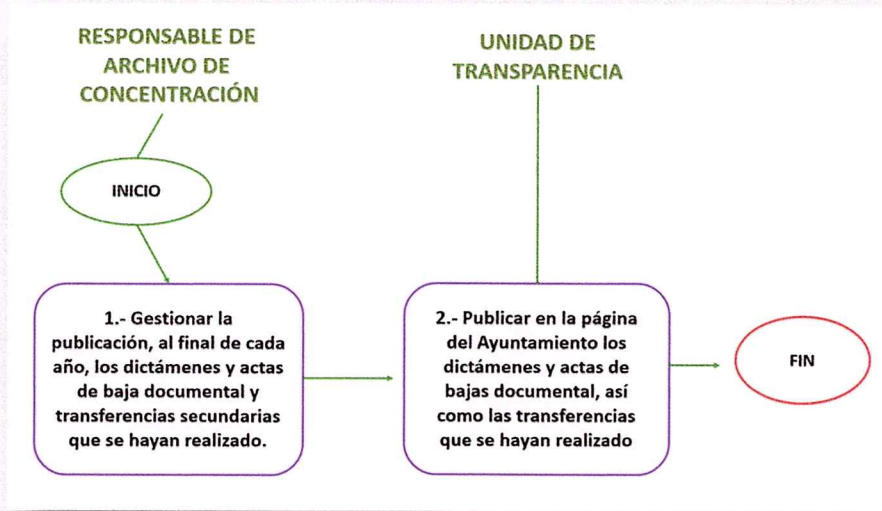 RESPONSABLE DE
ARCHIVO DE
CONCENTRACIÓN
UNIDAD DE
TRANSPARENCIA
INICIO
1.- Gestionar la
publicación, al final de cada
año, los dictámenes y actas
de baja documental y
transferencias secundarias
que se hayan realizado.
2.- Publicar en la página
del Ayuntamiento los
dictámenes y actas de
bajas documental, así
como las transferencias
que se hayan realizado
FIN